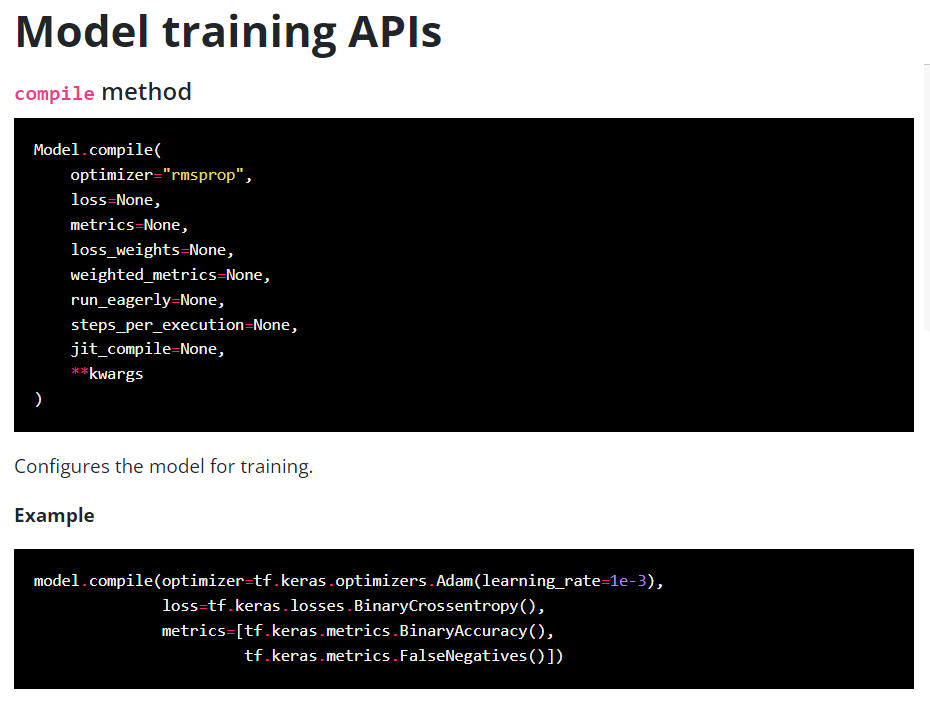 Model training APIs
compile method
Model.compile(
    optimizer="rmsprop",
    loss=None,
    metrics=None,
    loss_weights=None,
    weighted_metrics=None,
    run_eagerly=None,
    steps_per_execution=None,
    jit_compile=None,
    **kwargs
)
Configures the model for training.
Example
model.compile(optimizer=tf.keras.optimizers.Adam(learning_rate=1e-3),
              loss=tf.keras.losses.BinaryCrossentropy(),
              metrics=[tf.keras.metrics.BinaryAccuracy(),
                       tf.keras.metrics.FalseNegatives()])